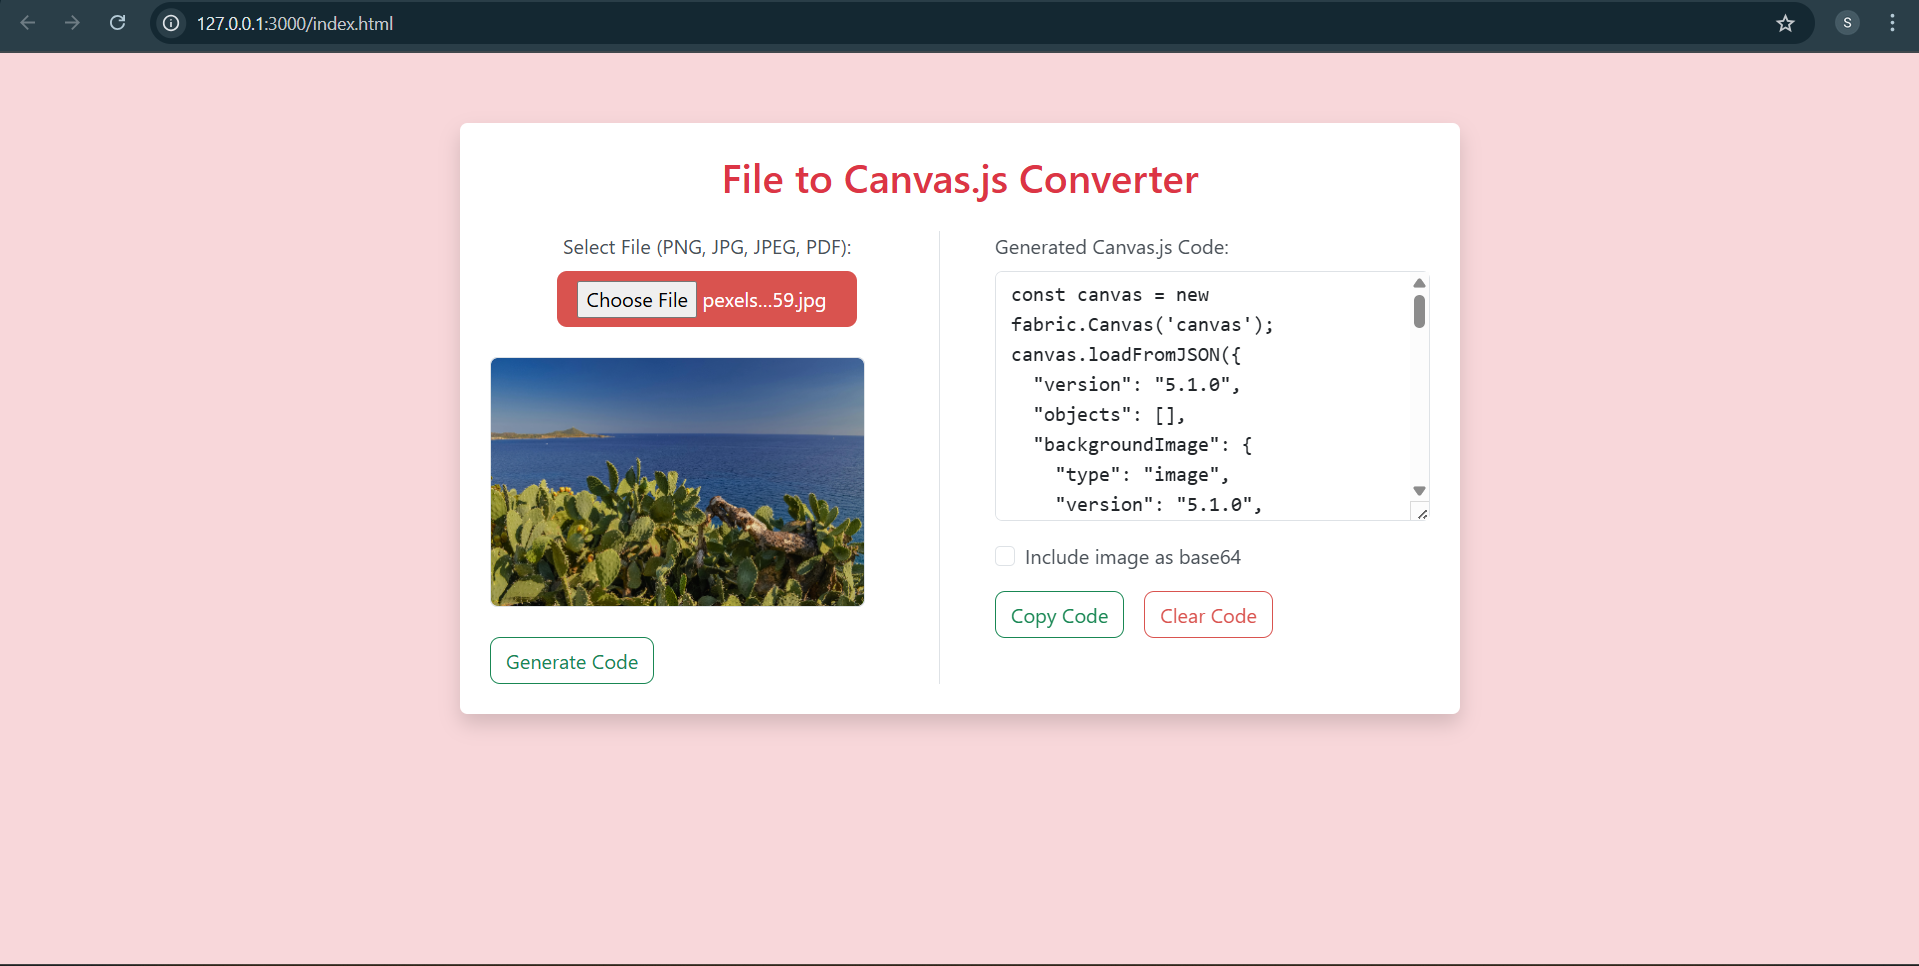 127.0.0.1:3000/index.html
S
File to Canvas.js Converter
Select File (PNG, JPG, JPEG, PDF):
Choose File pexels...59.jpg
Generate Code
Generated Canvas.js Code:
const canvas = new
fabric.Canvas('canvas');
canvas.loadFromJSON({
  "version": "5.1.0",
  "objects": [],
  "backgroundImage": {
    "type": "image",
    "version": "5.1.0",
Include image as base64
Copy Code
Clear Code